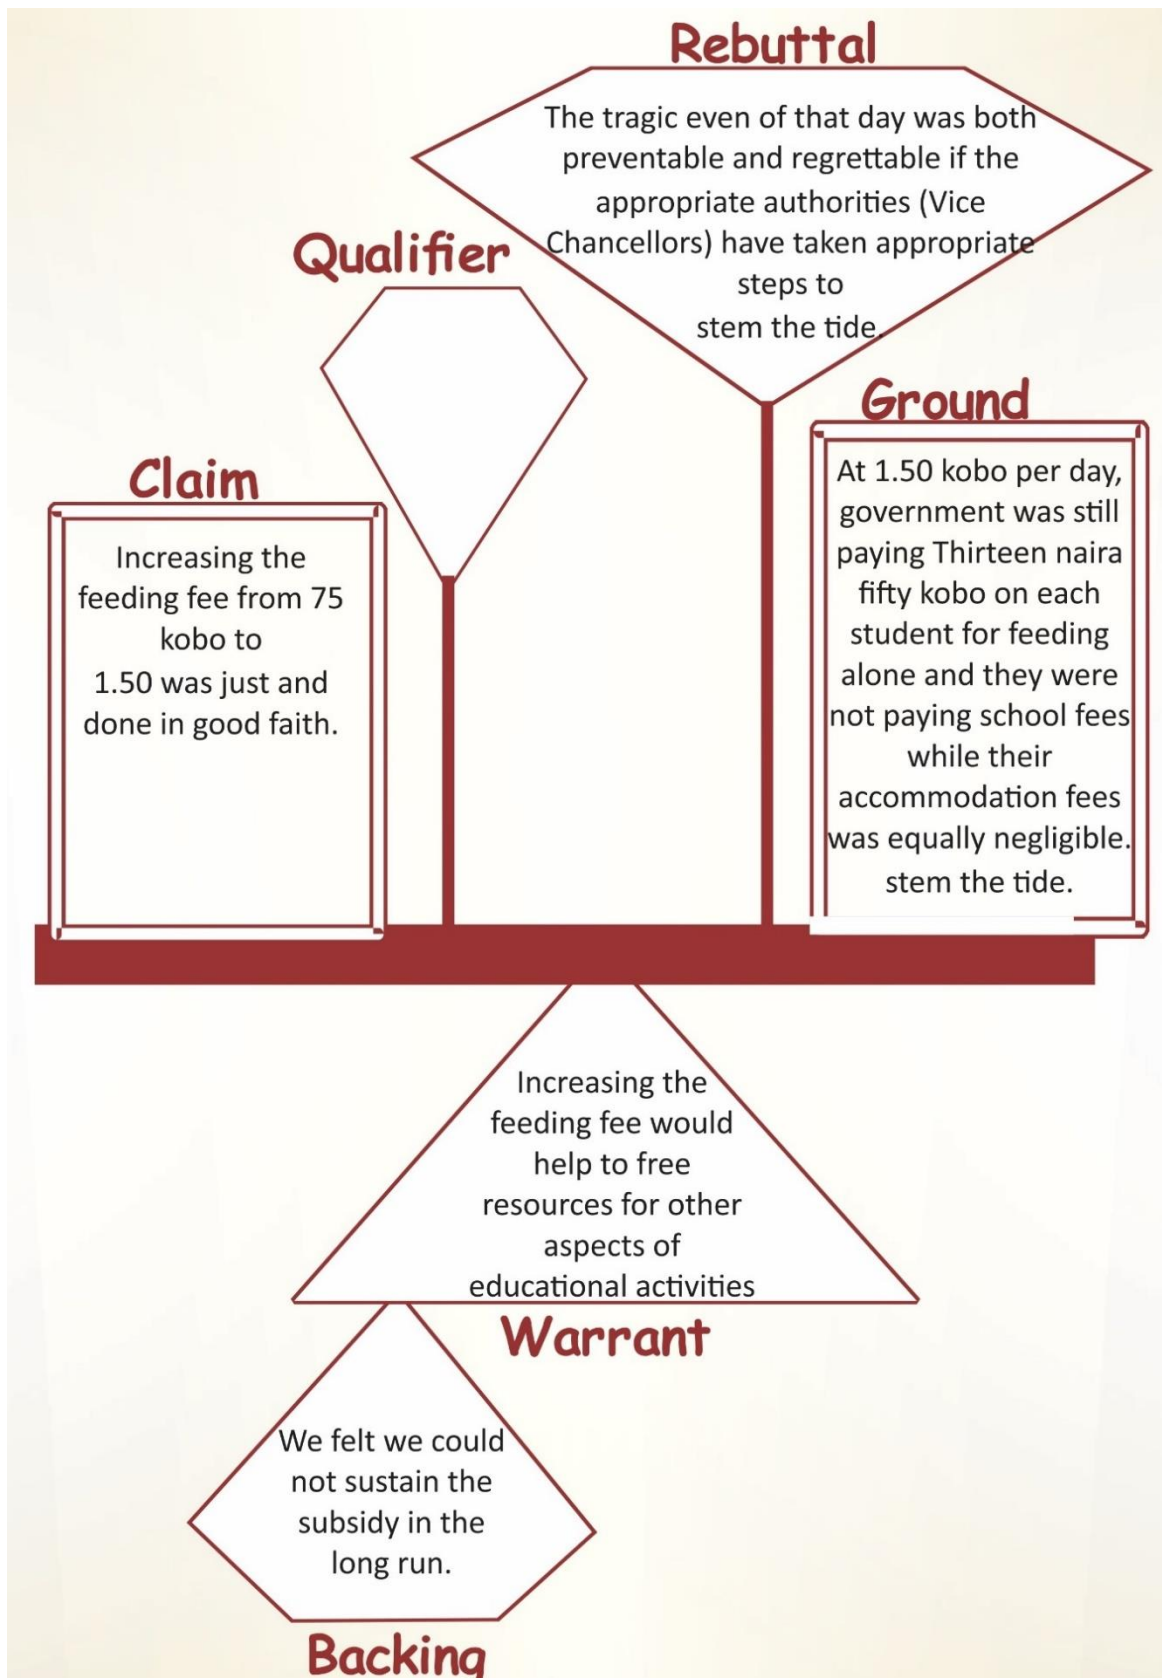 Rebuttal
The tragic even of that day was both
preventable and regrettable if the
appropriate authorities (Vice
Chancellors) have taken appropriate
steps to
stem the tide.
Qualifier
Ground
At 1.50 kobo per day,
government was still
paying Thirteen naira
fifty kobo on each
student for feeding
alone and they were
not paying school fees
while their
accommodation fees
was equally negligible.
stem the tide.
Claim
Increasing the
feeding fee from 75
kobo to
1.50 was just and
done in good faith.
Increasing the
feeding fee would
help to free
resources for other
aspects of
educational activities
Warrant
We felt we could
not sustain the
subsidy in the
long run.
Backing